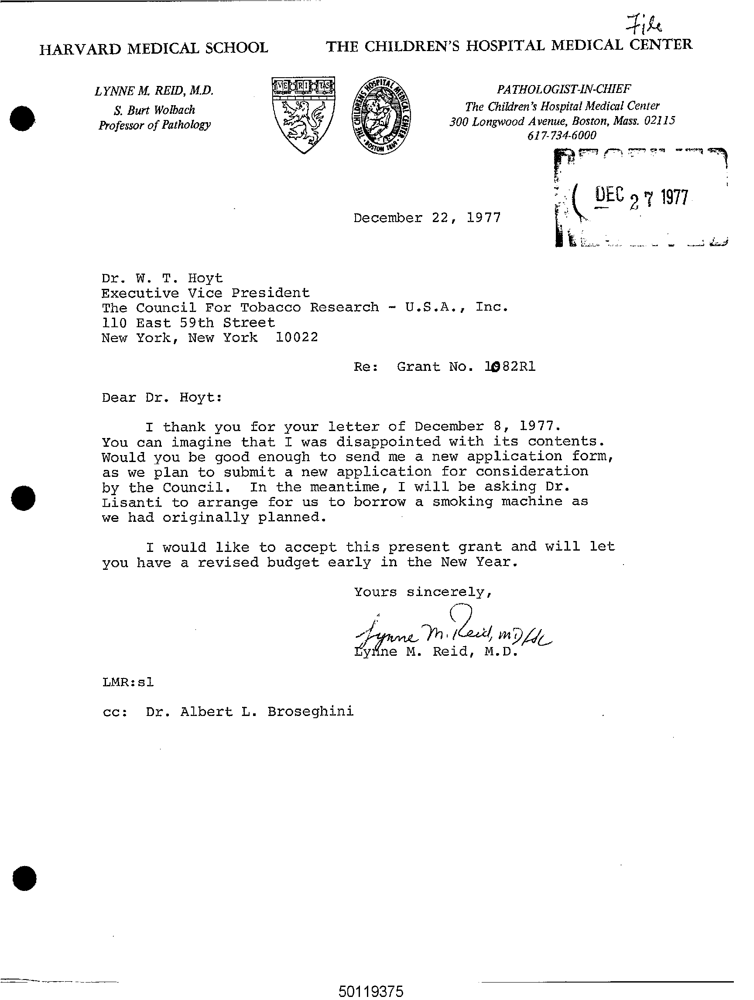 File
HARVARD MEDICAL SCHOOL THE CHILDREN'S HOSPITAL MEDICAL CENTER
LYNNE M. REID, M.D.
S. Burt Wolbach
Professor of Pathology
VE RI TAS
THE CHILDREN'S HOSPITAL MEDICAL CENTER
BOSTON 1869
PATHOLOGIST-IN-CHIEF
The Children's Hospital Medical Center
300 Longwood Avenue, Boston, Mass. 02115
617-734-6000
DEC 27 1977
December 22, 1977
Dr. W. T. Hoyt
Executive Vice President
The Council For Tobacco Research - U.S.A., Inc.
110 East 59th Street
New York, New York 10022
Re: Grant No. 1082R1
Dear Dr. Hoyt:
I thank you for your letter of December 8, 1977.
You can imagine that I was disappointed with its contents.
Would you be good enough to send me a new application form,
as we plan to submit a new application for consideration
by the Council. In the meantime, I will be asking Dr.
Lisanti to arrange for us to borrow a smoking machine as
we had originally planned.
I would like to accept this present grant and will let
you have a revised budget early in the New Year.
Yours sincerely,
Lynne M. Reid, MD
Lynne M. Reid, M.D.
LMR:sl
cc: Dr. Albert L. Broseghini
50119375